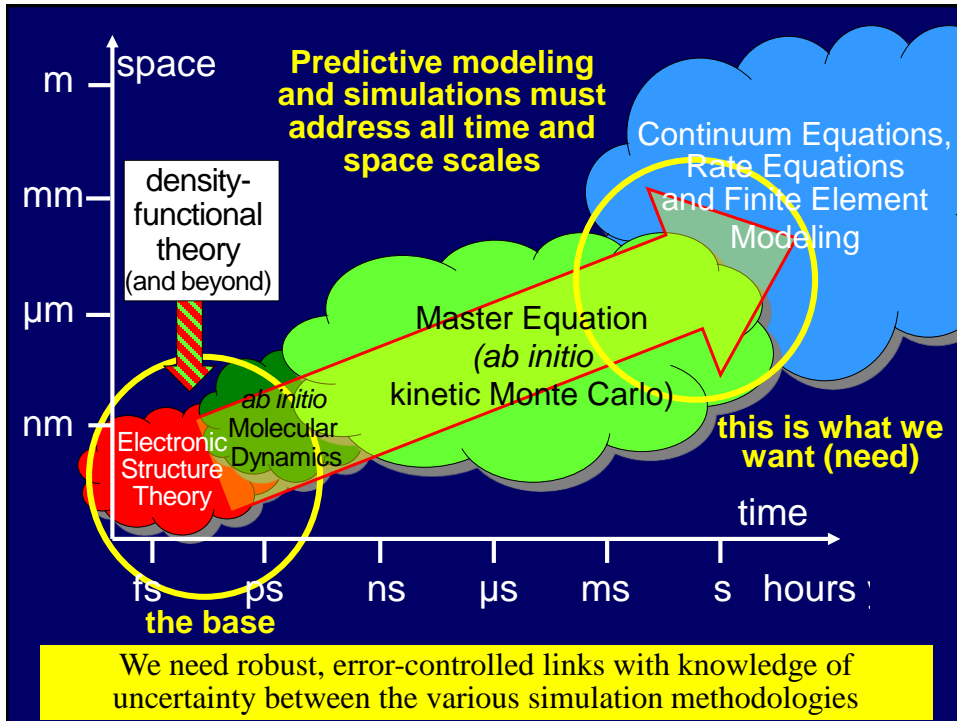 space
m
mm
µm
nm
Predictive modeling
and simulations must
address all time and
space scales
density-
functional
theory
(and beyond)
Continuum Equations,
Rate Equations
and Finite Element
Modeling
Master Equation
(ab initio
kinetic Monte Carlo)
ab initio
Molecular
Dynamics
Electronic
Structure
Theory
this is what we
want (need)
time
fs ps ns µs ms s hours
the base
We need robust, error-controlled links with knowledge of
uncertainty between the various simulation methodologies